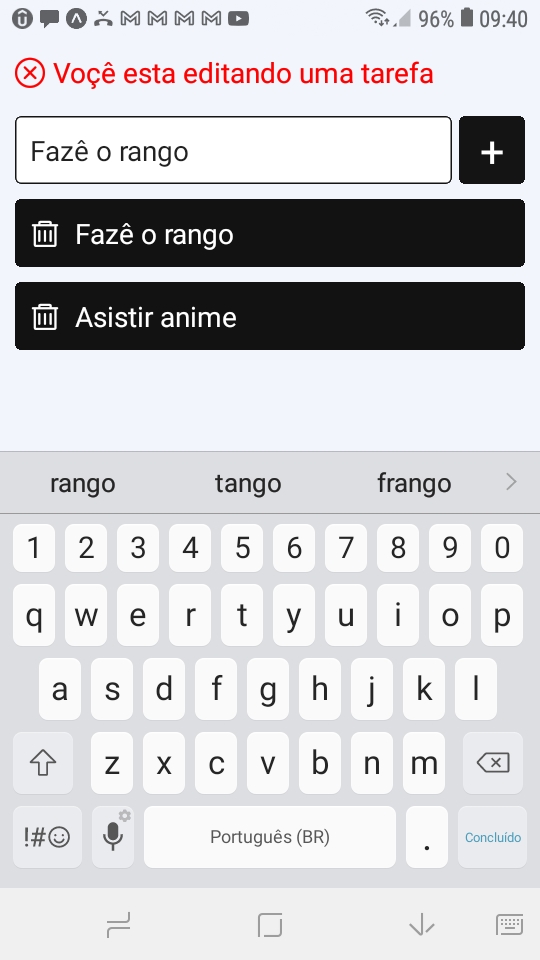 96% 09:40
Voçê esta editando uma tarefa
Fazê o rango
+
Fazê o rango
Asistir anime
rango tango frango
1 2 3 4 5 6 7 8 9 0
q w e r t y u i o p
a s d f g h j k l
z x c v b n m
!#☺ Português (BR) . Concluído